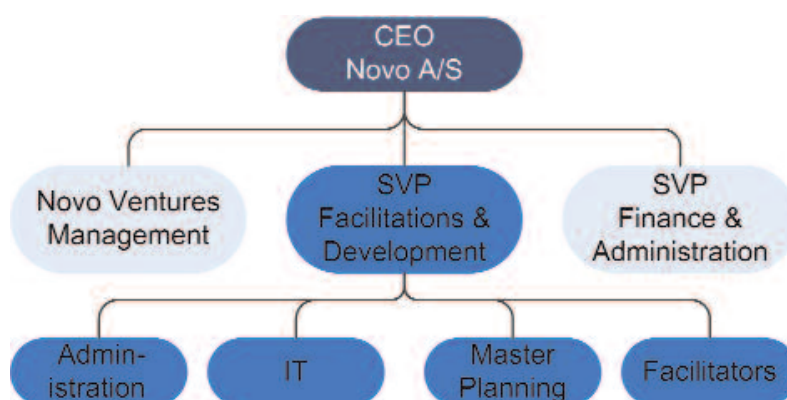 CEO
Novo A/S
Novo Ventures
Management
SVP
Facilitations &
Development
SVP
Finance &
Administration
Admin-
istration
IT
Master
Planning
Facilitators